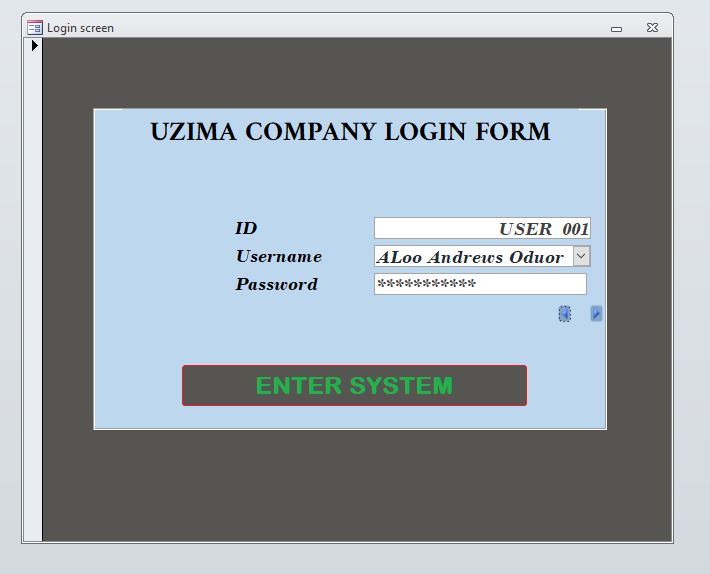 Login screen
UZIMA COMPANY LOGIN FORM
ID USER 001
Username ALoo Andrews Oduor
Password ***********
ENTER SYSTEM